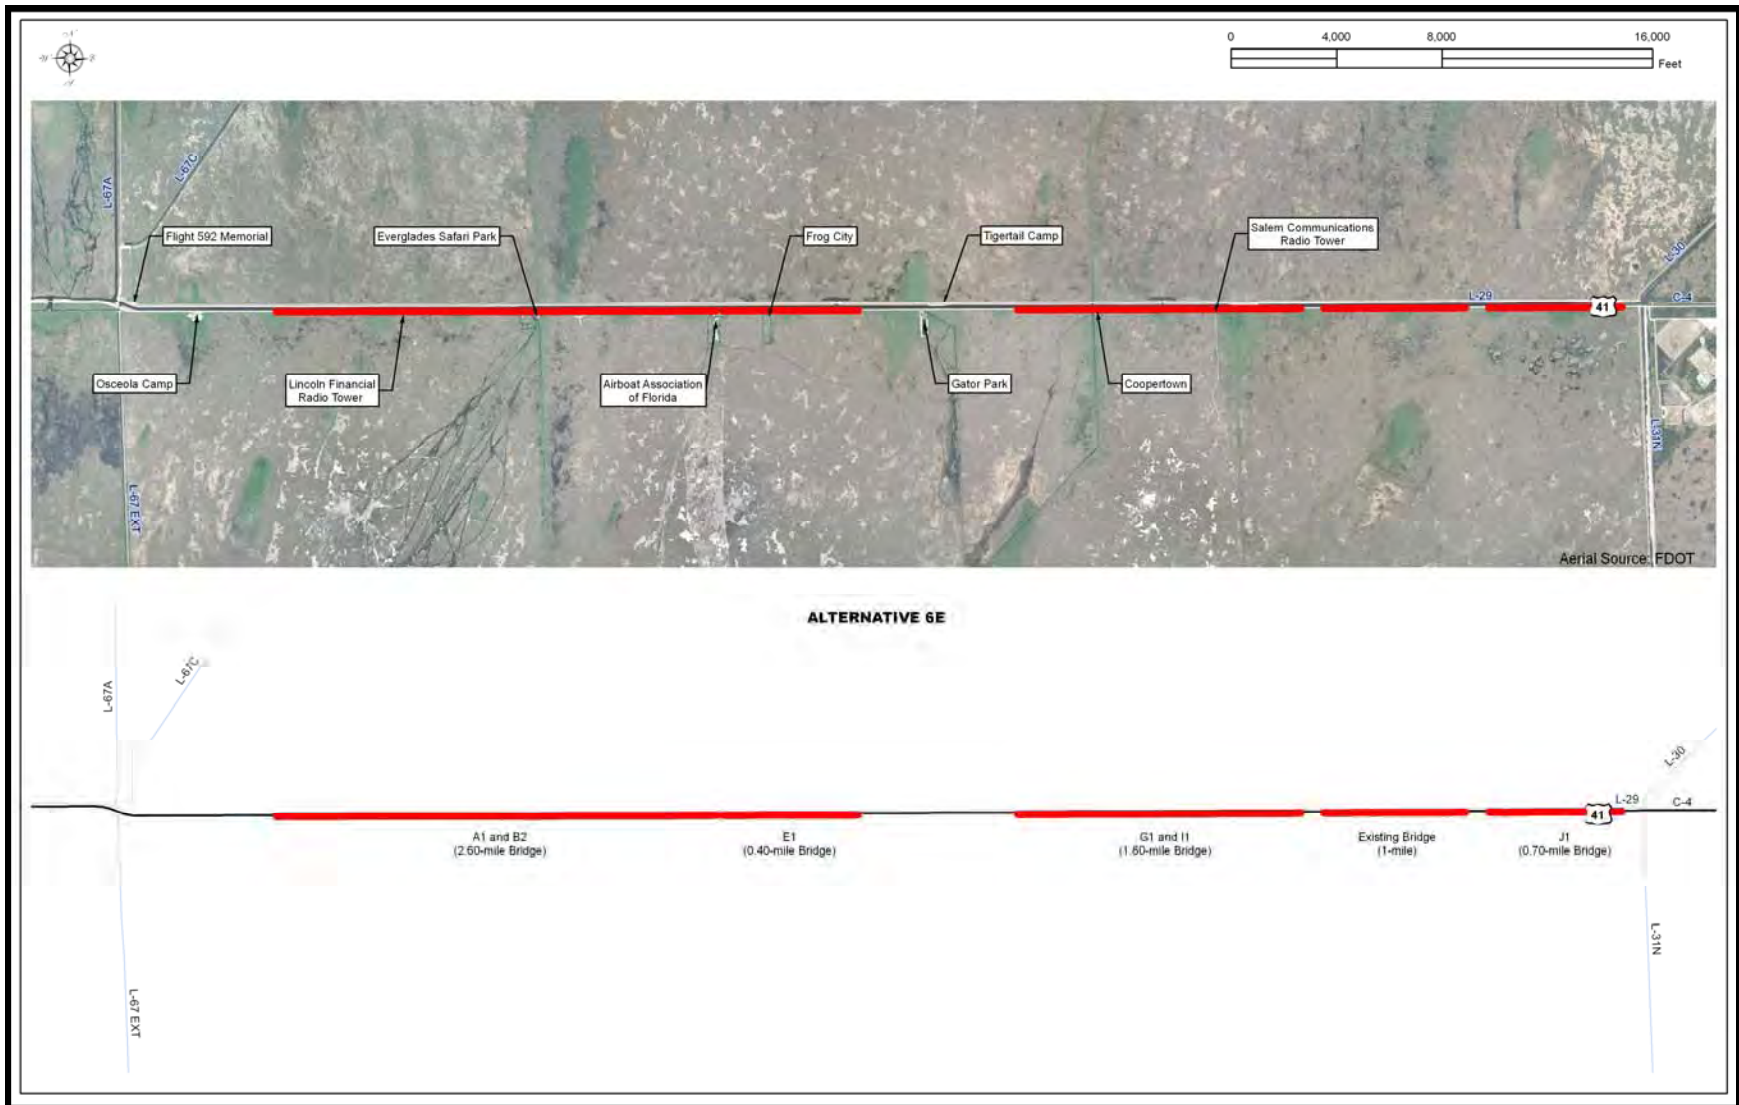 N
W
E
S
0
4,000
8,000
16,000
Feet
L-67A
L-67C
Flight 592 Memorial
Everglades Safari Park
Frog City
Tigertail Camp
Salem Communications
Radio Tower
L-30
L-29
C-4
41
Osceola Camp
Lincoln Financial
Radio Tower
Airboat Association
of Florida
Gator Park
Coopertown
L-31N
L-67 EXT
Aerial Source: FDOT
ALTERNATIVE 6E
L-67A
L-67C
L-30
L-29
C-4
41
A1 and B2
(2.60-mile Bridge)
E1
(0.40-mile Bridge)
G1 and I1
(1.60-mile Bridge)
Existing Bridge
(1-mile)
J1
(0.70-mile Bridge)
L-31N
L-67 EXT